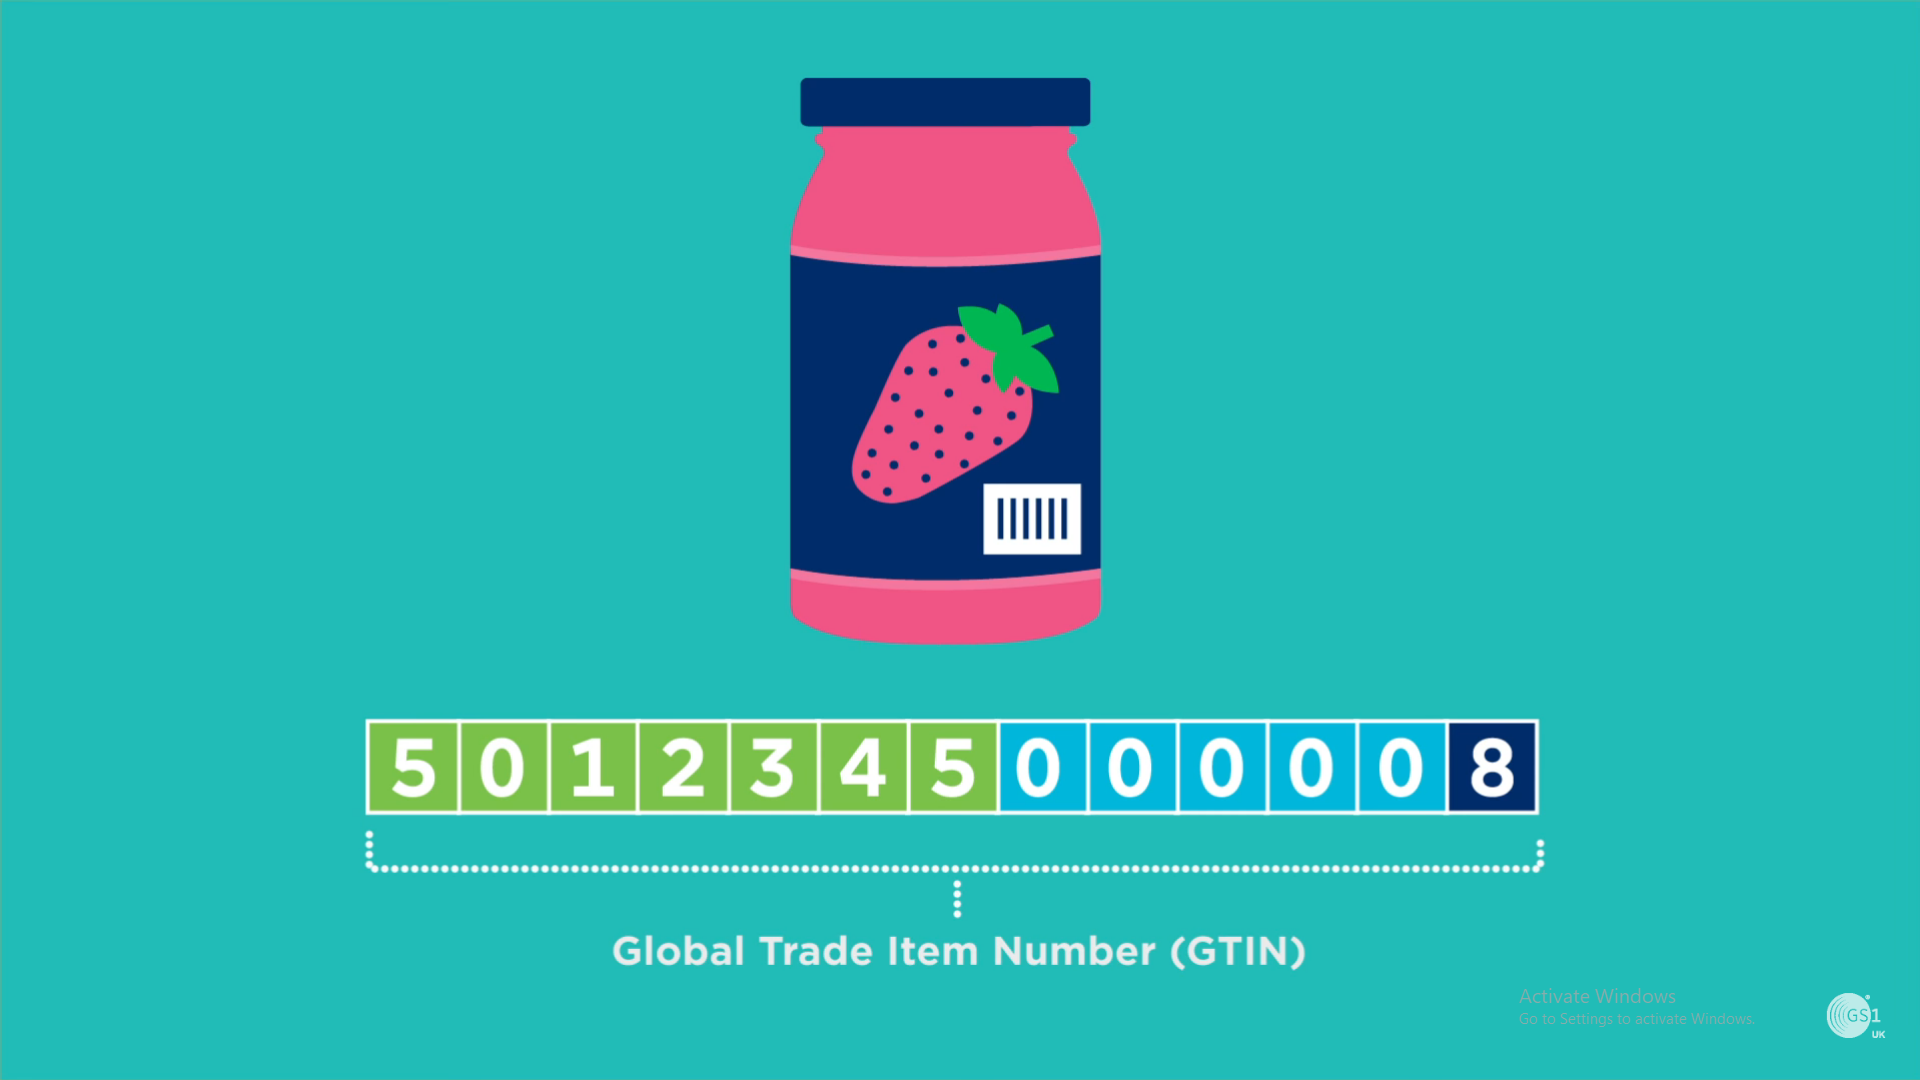 5012345000008
Global Trade Item Number (GTIN)
Activate Windows
Go to Settings to activate Windows.
GS1
UK